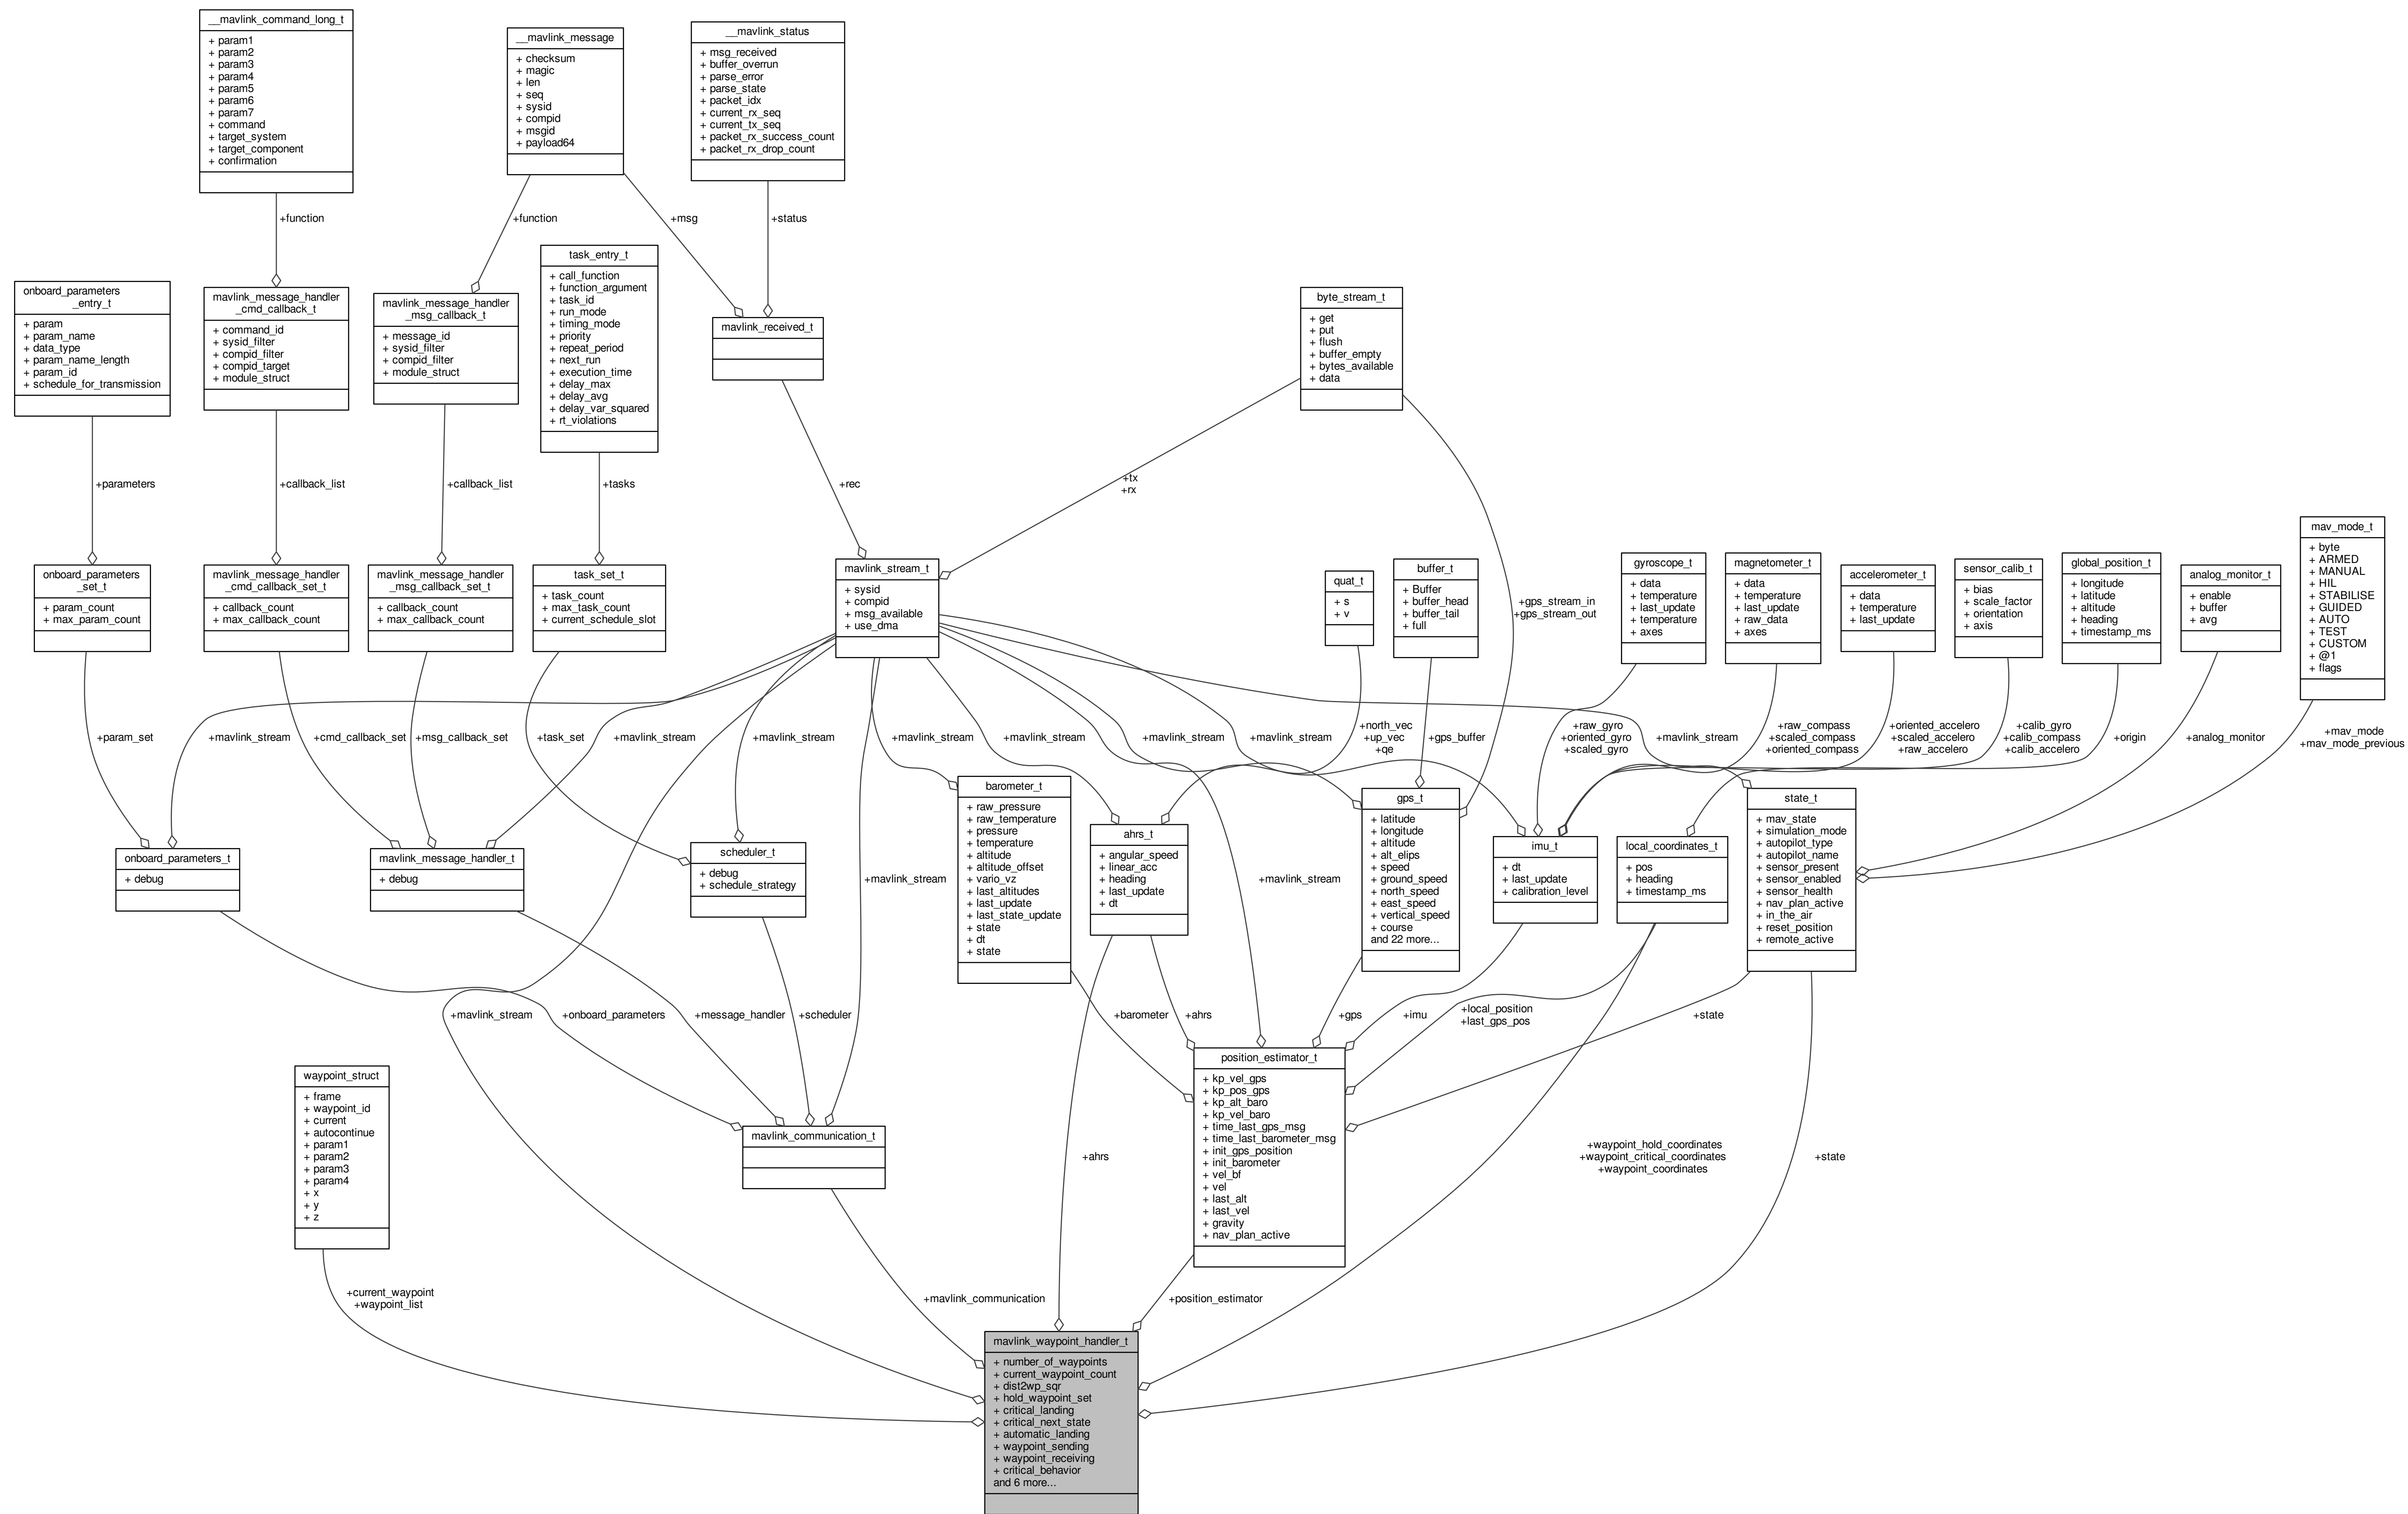 __mavlink_command_long_t
+ param1
+ param2
+ param3
+ param4
+ param5
+ param6
+ param7
+ command
+ target_system
+ target_component
+ confirmation
__mavlink_message
+ checksum
+ magic
+ len
+ seq
+ sysid
+ compid
+ msgid
+ payload64
__mavlink_status
+ msg_received
+ buffer_overrun
+ parse_error
+ parse_state
+ packet_idx
+ current_rx_seq
+ current_tx_seq
+ packet_rx_success_count
+ packet_rx_drop_count
+function
+function
+msg
+status
onboard_parameters
_entry_t
+ param
+ param_name
+ data_type
+ param_name_length
+ param_id
+ schedule_for_transmission
mavlink_message_handler
_cmd_callback_t
+ command_id
+ sysid_filter
+ compid_filter
+ compid_target
+ module_struct
mavlink_message_handler
_msg_callback_t
+ message_id
+ sysid_filter
+ compid_filter
+ module_struct
task_entry_t
+ call_function
+ function_argument
+ task_id
+ run_mode
+ timing_mode
+ priority
+ repeat_period
+ next_run
+ execution_time
+ delay_max
+ delay_avg
+ delay_var_squared
+ rt_violations
mavlink_received_t
byte_stream_t
+ get
+ put
+ flush
+ buffer_empty
+ bytes_available
+ data
+parameters
+callback_list
+callback_list
+tasks
+rec
+tx
+rx
onboard_parameters
_set_t
+ param_count
+ max_param_count
mavlink_message_handler
_cmd_callback_set_t
+ callback_count
+ max_callback_count
mavlink_message_handler
_msg_callback_set_t
+ callback_count
+ max_callback_count
task_set_t
+ task_count
+ max_task_count
+ current_schedule_slot
mavlink_stream_t
+ sysid
+ compid
+ msg_available
+ use_dma
quat_t
+ s
+ v
buffer_t
+ Buffer
+ buffer_head
+ buffer_tail
+ full
+gps_stream_in
+gps_stream_out
gyroscope_t
+ data
+ temperature
+ last_update
+ temperature
+ axes
magnetometer_t
+ data
+ temperature
+ last_update
+ raw_data
+ axes
accelerometer_t
+ data
+ temperature
+ last_update
sensor_calib_t
+ bias
+ scale_factor
+ orientation
+ axis
global_position_t
+ longitude
+ latitude
+ altitude
+ heading
+ timestamp_ms
analog_monitor_t
+ enable
+ buffer
+ avg
mav_mode_t
+ byte
+ ARMED
+ MANUAL
+ HIL
+ STABILISE
+ GUIDED
+ AUTO
+ TEST
+ CUSTOM
+ @1
+ flags
+param_set
+mavlink_stream
+cmd_callback_set
+msg_callback_set
+mavlink_stream
+task_set
+mavlink_stream
+mavlink_stream
+mavlink_stream
+mavlink_stream
+mavlink_stream
+north_vec
+up_vec
+qe
+gps_buffer
+raw_gyro
+oriented_gyro
+scaled_gyro
+mavlink_stream
+raw_compass
+scaled_compass
+oriented_compass
+oriented_accelero
+scaled_accelero
+raw_accelero
+calib_gyro
+calib_compass
+calib_accelero
+origin
+analog_monitor
+mav_mode
+mav_mode_previous
onboard_parameters_t
+ debug
mavlink_message_handler_t
+ debug
scheduler_t
+ debug
+ schedule_strategy
+mavlink_stream
barometer_t
+ raw_pressure
+ raw_temperature
+ pressure
+ temperature
+ altitude
+ altitude_offset
+ vario_vz
+ last_altitudes
+ last_update
+ last_state_update
+ state
+ dt
+ state
ahrs_t
+ angular_speed
+ linear_acc
+ heading
+ last_update
+ dt
+mavlink_stream
gps_t
+ latitude
+ longitude
+ altitude
+ alt_elips
+ speed
+ ground_speed
+ north_speed
+ east_speed
+ vertical_speed
+ course
and 22 more...
imu_t
+ dt
+ last_update
+ calibration_level
local_coordinates_t
+ pos
+ heading
+ timestamp_ms
state_t
+ mav_state
+ simulation_mode
+ autopilot_type
+ autopilot_name
+ sensor_present
+ sensor_enabled
+ sensor_health
+ nav_plan_active
+ in_the_air
+ reset_position
+ remote_active
+mavlink_stream
+onboard_parameters
+message_handler
+scheduler
+barometer
+ahrs
+gps
+imu
+local_position
+last_gps_pos
+state
waypoint_struct
+ frame
+ waypoint_id
+ current
+ autocontinue
+ param1
+ param2
+ param3
+ param4
+ x
+ y
+ z
mavlink_communication_t
+ahrs
position_estimator_t
+ kp_vel_gps
+ kp_pos_gps
+ kp_alt_baro
+ kp_vel_baro
+ time_last_gps_msg
+ time_last_barometer_msg
+ init_gps_position
+ init_barometer
+ vel_bf
+ vel
+ last_alt
+ last_vel
+ gravity
+ nav_plan_active
+waypoint_hold_coordinates
+waypoint_critical_coordinates
+waypoint_coordinates
+state
+current_waypoint
+waypoint_list
+mavlink_communication
+position_estimator
mavlink_waypoint_handler_t
+ number_of_waypoints
+ current_waypoint_count
+ dist2wp_sqr
+ hold_waypoint_set
+ critical_landing
+ critical_next_state
+ automatic_landing
+ waypoint_sending
+ waypoint_receiving
+ critical_behavior
and 6 more...